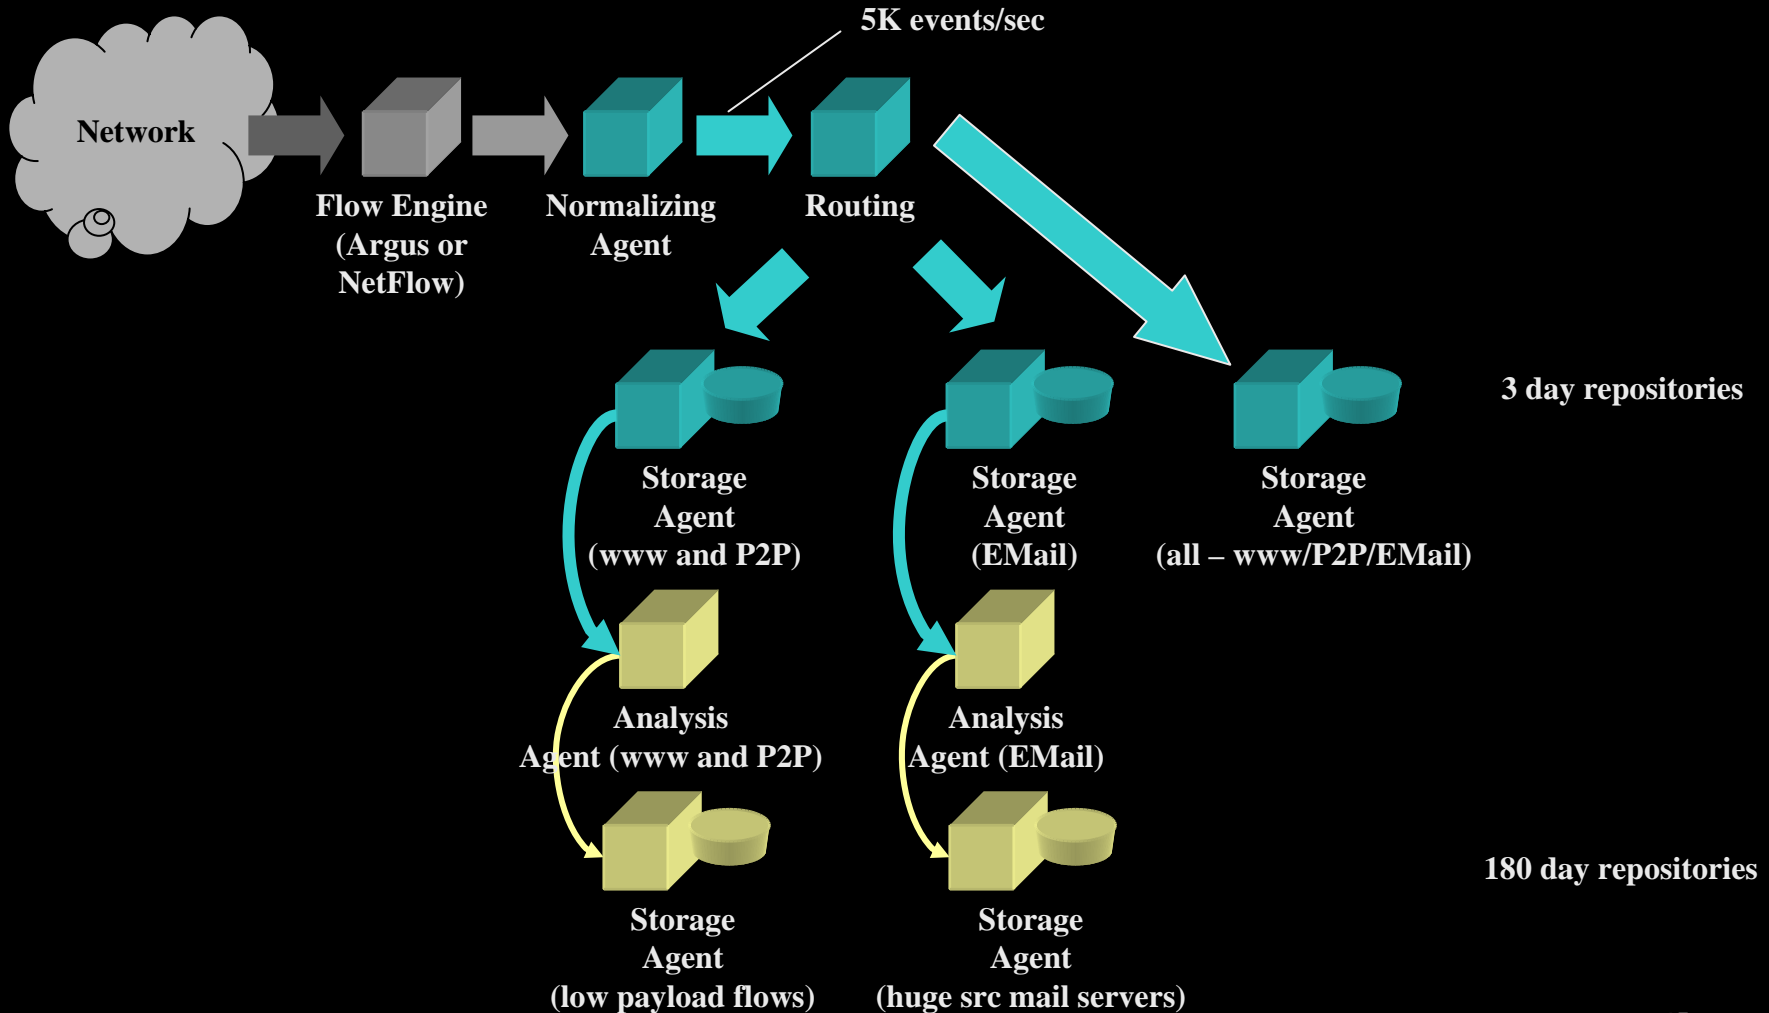 5K events/sec
Network
Flow Engine
(Argus or
NetFlow)
Normalizing
Agent
Routing
3 day repositories
Storage
Agent
(www and P2P)
Storage
Agent
(EMail)
Storage
Agent
(all – www/P2P/EMail)
Analysis
Agent (www and P2P)
Analysis
Agent (EMail)
180 day repositories
Storage
Agent
(low payload flows)
Storage
Agent
(huge src mail servers)